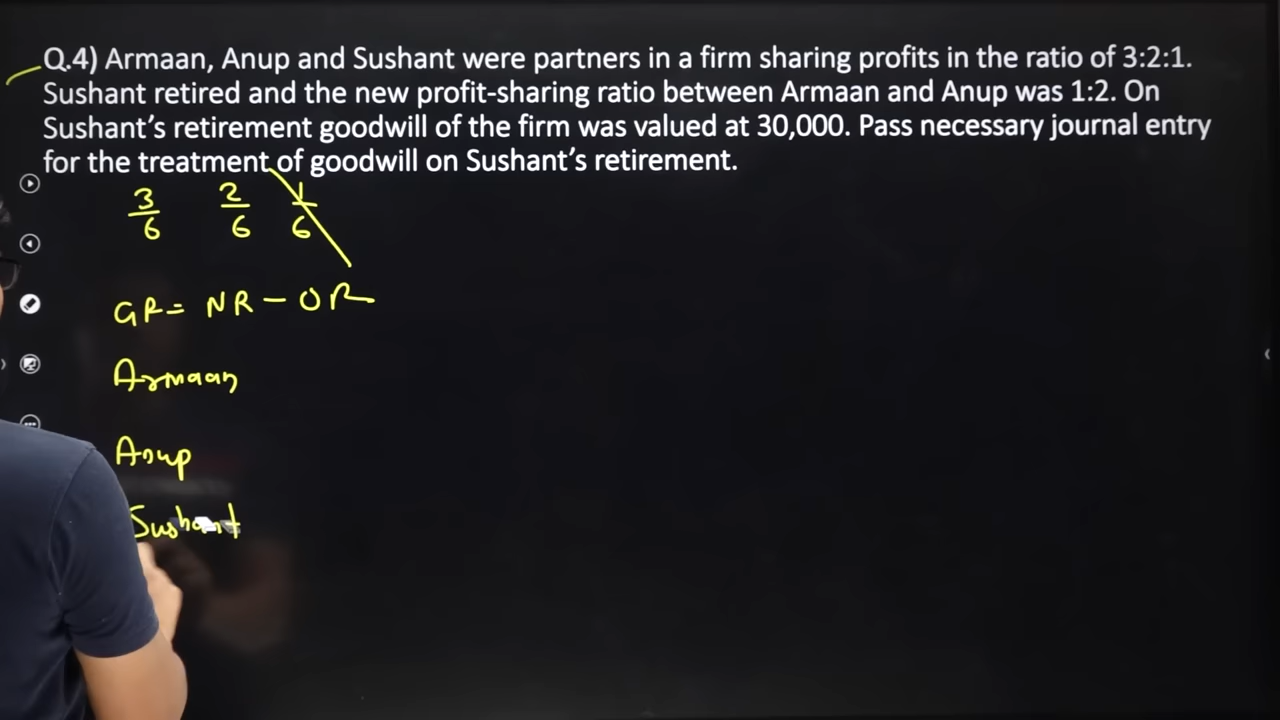 Q.4) Armaan, Anup and Sushant were partners in a firm sharing profits in the ratio of 3:2:1.
Sushant retired and the new profit-sharing ratio between Armaan and Anup was 1:2. On
Sushant’s retirement goodwill of the firm was valued at 30,000. Pass necessary journal entry
for the treatment of goodwill on Sushant’s retirement.
3/6 2/6 1/6
GR = NR - OR
Armaan
Anup
Sushant